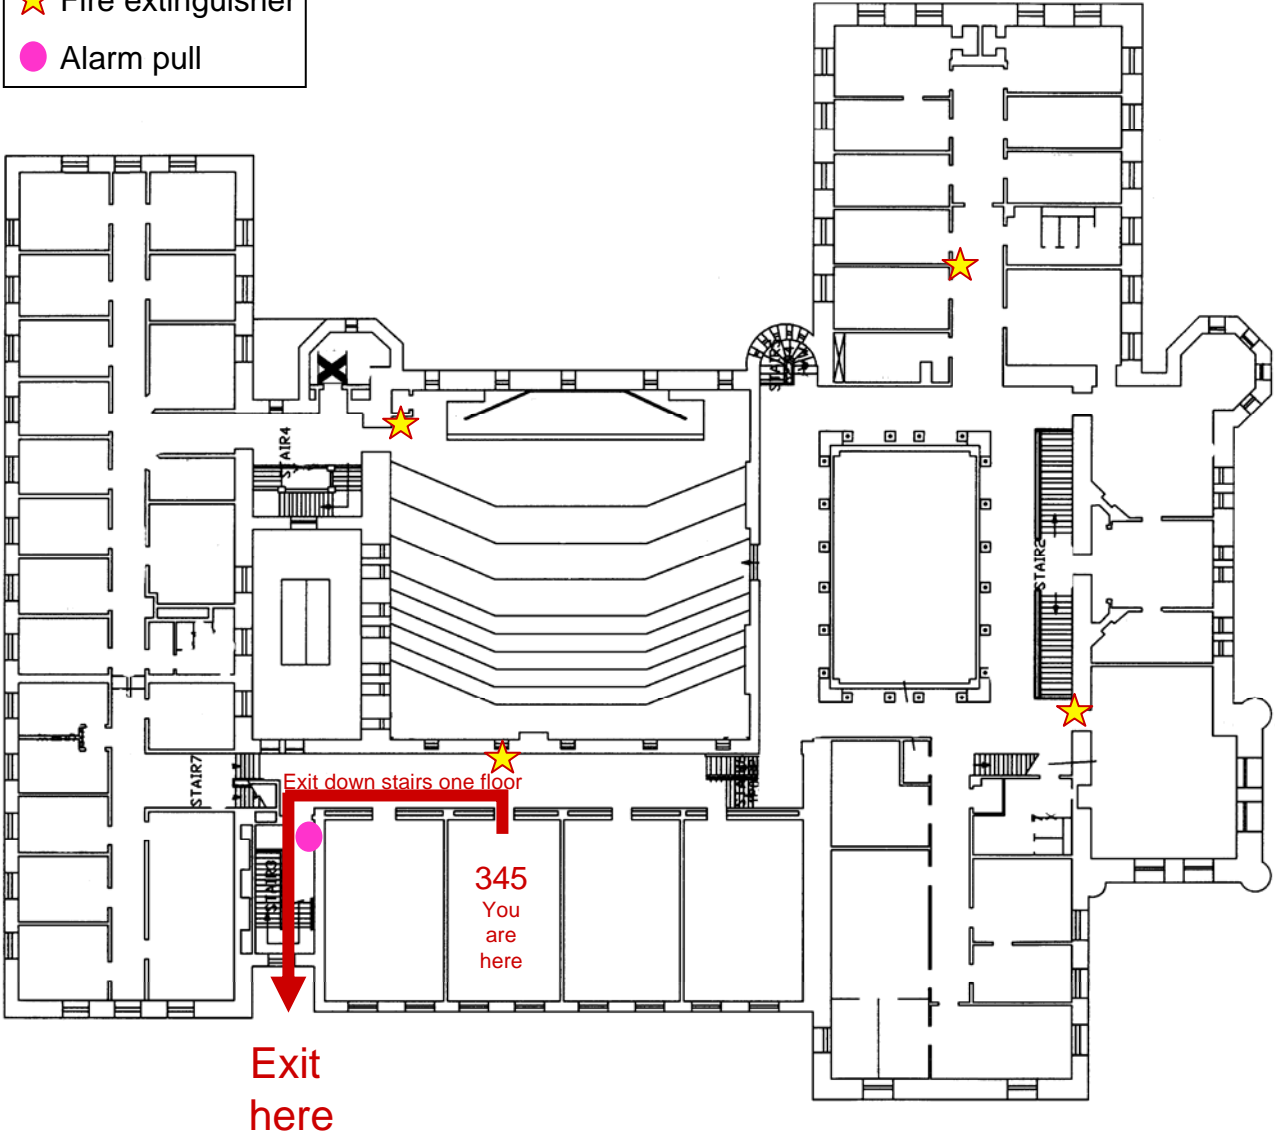 Fire extinguisher
Alarm pull
STAIR4
STAIR2
STAIR7
Exit down stairs one floor
STAIR3
345
You
are
here
Exit
here